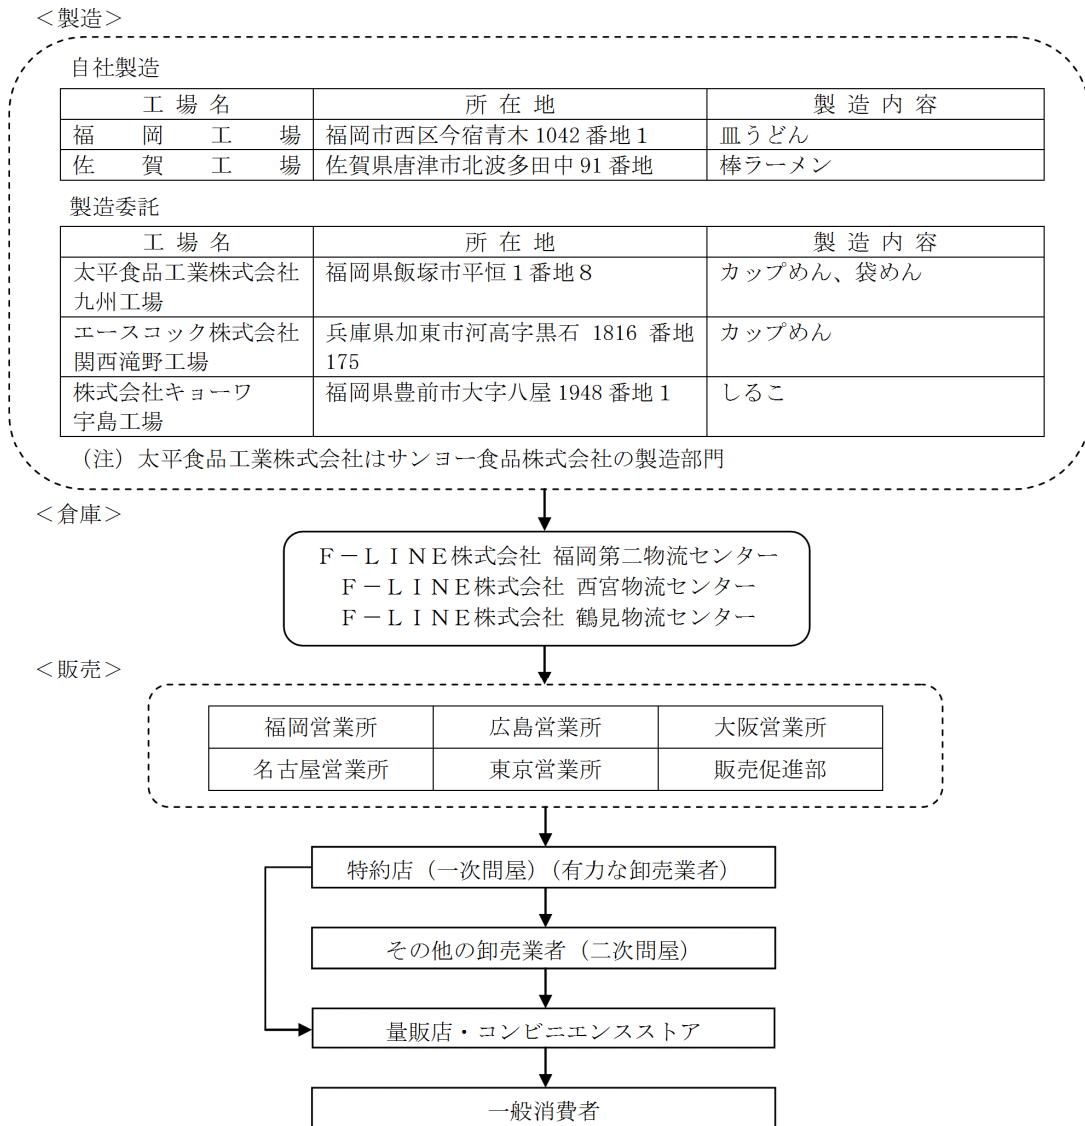 ＜製造＞
自社製造
工場名 所在地 製造内容
福岡工場 福岡市西区今宿青木 1042 番地１ 皿うどん
佐賀工場 佐賀県唐津市北波多田中 91 番地 棒ラーメン
製造委託
工場名 所在地 製造内容
太平食品工業株式会社 福岡県飯塚市平恒１番地８ カップめん、袋めん
九州工場
エースコック株式会社 兵庫県加東市河高字黒石 1816 番地 カップめん
関西滝野工場 175
株式会社キョーワ 福岡県豊前市大字八屋 1948 番地１ しるこ
宇島工場
（注）太平食品工業株式会社はサンヨー食品株式会社の製造部門
＜倉庫＞
Ｆ－ＬＩＮＥ株式会社 福岡第二物流センター
Ｆ－ＬＩＮＥ株式会社 西宮物流センター
Ｆ－ＬＩＮＥ株式会社 鶴見物流センター
＜販売＞
福岡営業所 広島営業所 大阪営業所
名古屋営業所 東京営業所 販売促進部
特約店（一次問屋）（有力な卸売業者）
その他の卸売業者（二次問屋）
量販店・コンビニエンスストア
一般消費者